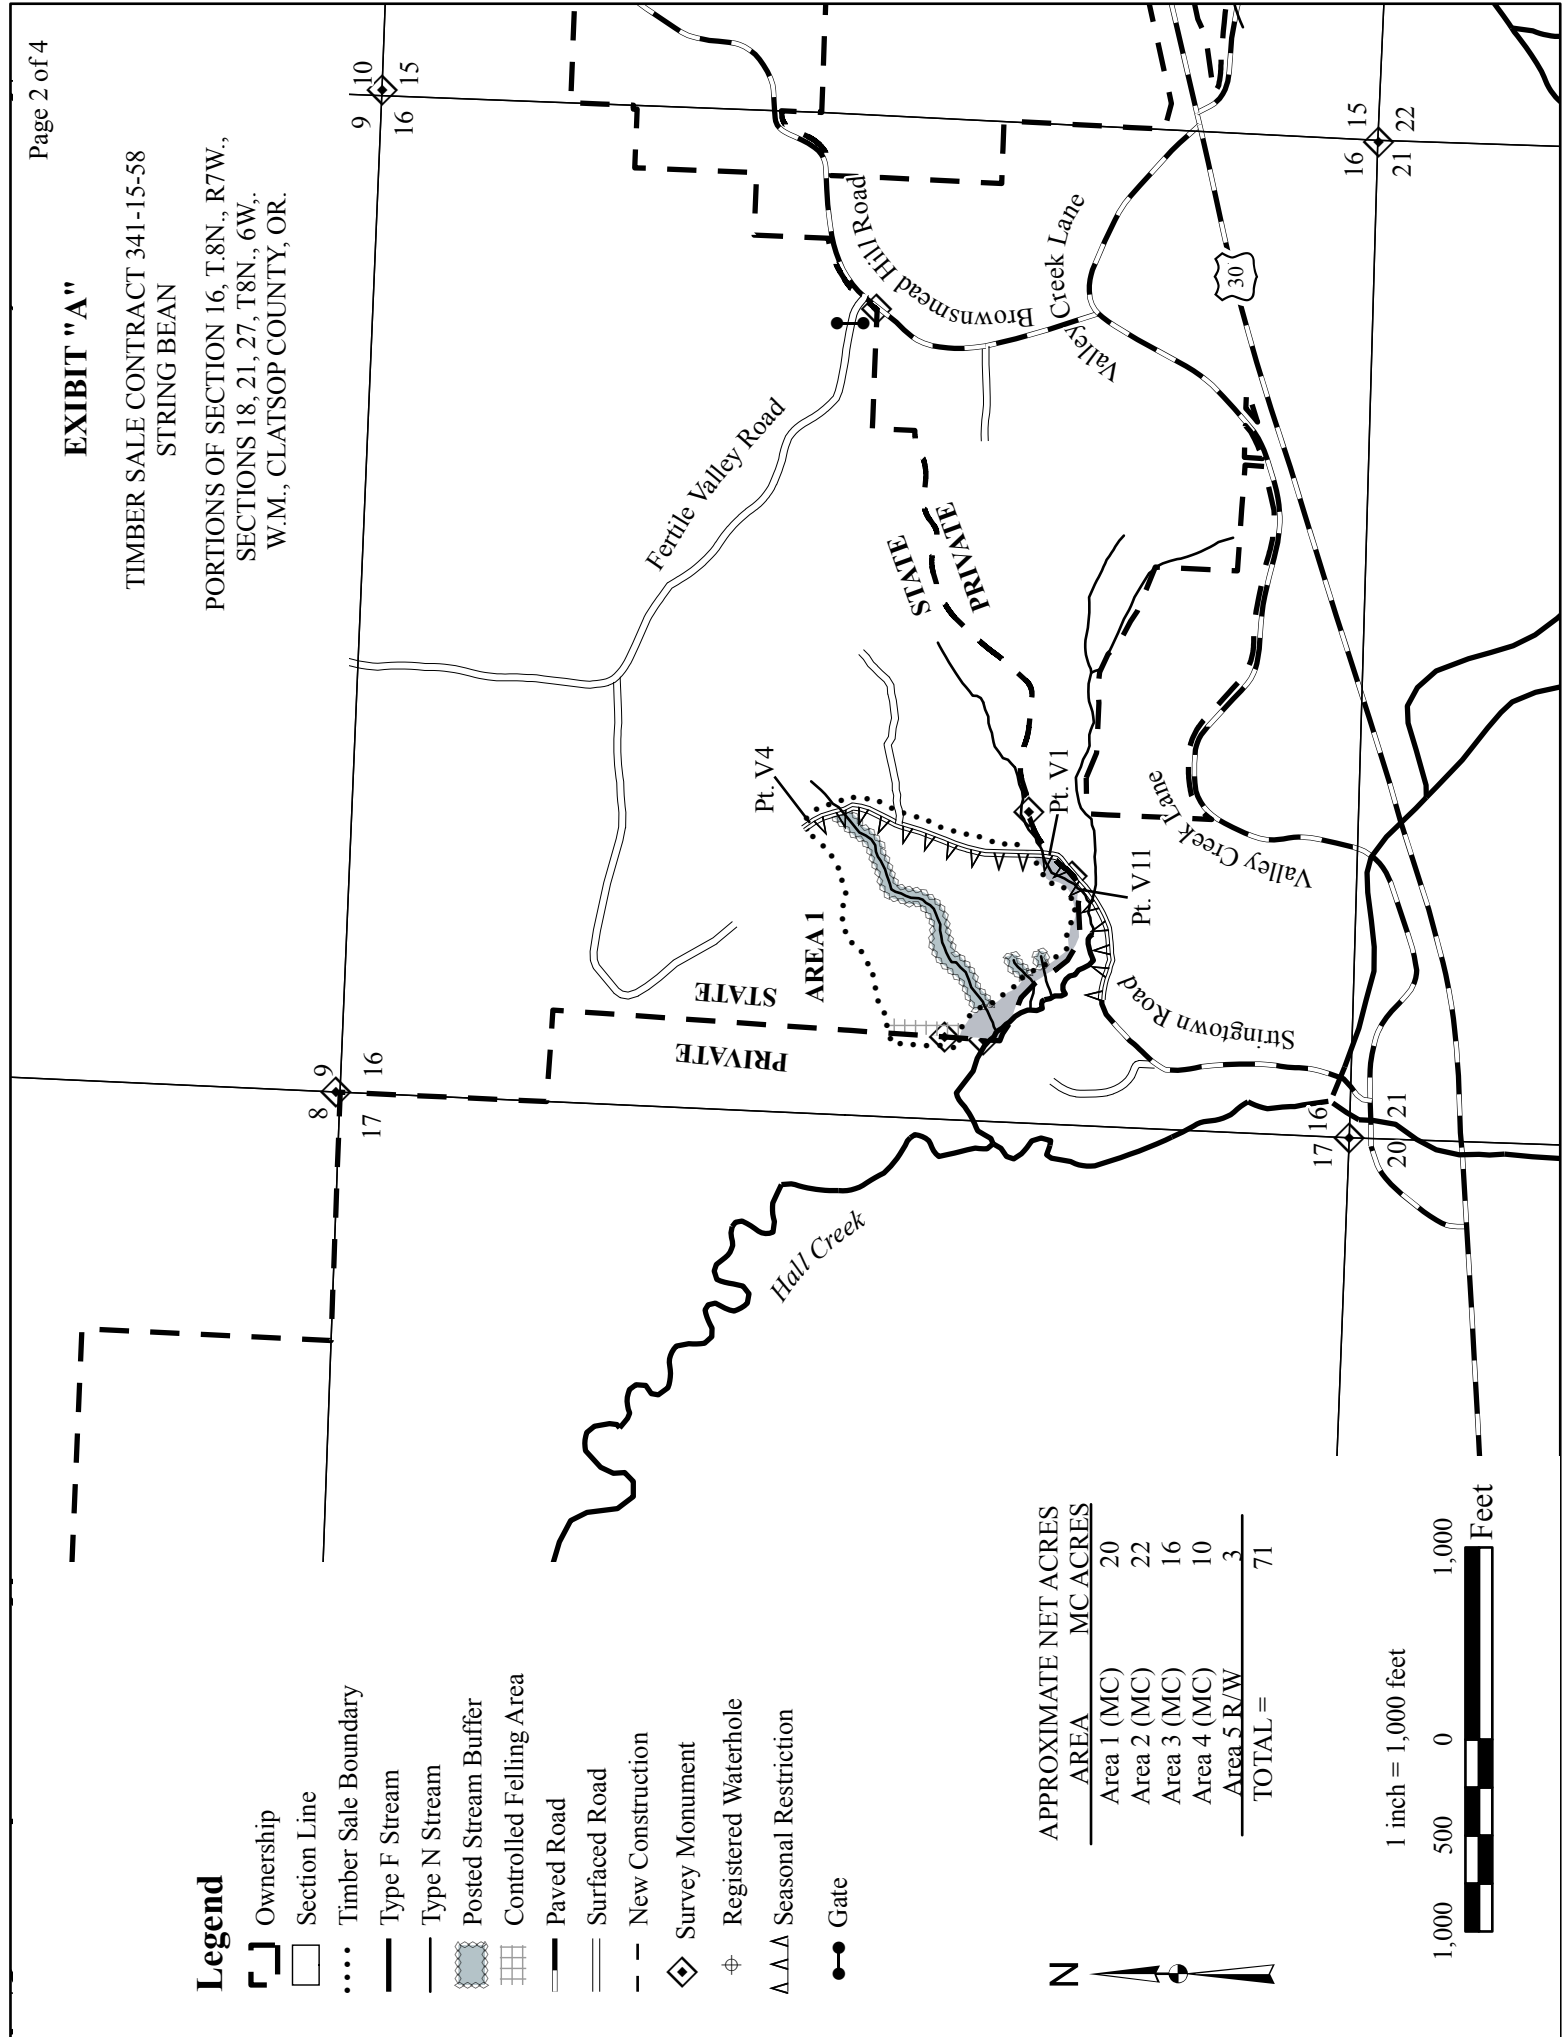 Page 2 of 4
EXIBIT "A"
TIMBER SALE CONTRACT 341-15-58
STRING BEAN
PORTIONS OF SECTION 16, T.8N., R7W.,
SECTIONS 18, 21, 27, T8N., 6W,.
W.M., CLATSOP COUNTY, OR.
Legend
Ownership
Section Line
Timber Sale Boundary
Type F Stream
Type N Stream
Posted Stream Buffer
Controlled Felling Area
Paved Road
Surfaced Road
New Construction
Survey Monument
Registered Waterhole
Seasonal Restriction
Gate
N
APPROXIMATE NET ACRES
AREA MC ACRES
Area 1 (MC) 20
Area 2 (MC) 22
Area 3 (MC) 16
Area 4 (MC) 10
Area 5 R/W 3
TOTAL = 71
1 inch = 1,000 feet
1,000 500 0 1,000
Feet
8 9
17 16
9 10
16 15
Fertile Valley Road
Brownsmead Hill Road
Valley Creek Lane
STATE
PRIVATE
STATE
PRIVATE
AREA 1
Pt. V4
Pt. V1
Pt. V11
Hall Creek
Stringtown Road
Valley Creek Lane
30
17 16
20 21
16 15
21 22